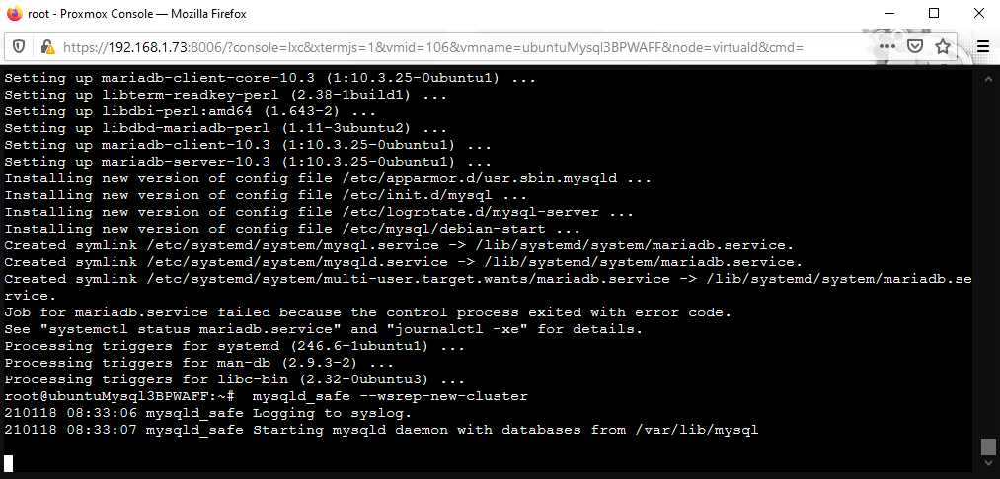 root - Proxmox Console — Mozilla Firefox
https://192.168.1.73:8006/?console=lxc&xtermjs=1&vmid=106&vmname=ubuntuMysql3BPWAFF&node=virtuald&cmd=
Setting up mariadb-client-core-10.3 (1:10.3.25-0ubuntu1) ...
Setting up libterm-readkey-perl (2.38-1build1) ...
Setting up libdbi-perl:amd64 (1.643-2) ...
Setting up libdbd-mariadb-perl (1.11-3ubuntu2) ...
Setting up mariadb-client-10.3 (1:10.3.25-0ubuntu1) ...
Setting up mariadb-server-10.3 (1:10.3.25-0ubuntu1) ...
Installing new version of config file /etc/apparmor.d/usr.sbin.mysqld ...
Installing new version of config file /etc/init.d/mysql ...
Installing new version of config file /etc/logrotate.d/mysql-server ...
Installing new version of config file /etc/mysql/debian-start ...
Created symlink /etc/systemd/system/mysql.service -> /lib/systemd/system/mariadb.service.
Created symlink /etc/systemd/system/mysqld.service -> /lib/systemd/system/mariadb.service.
Created symlink /etc/systemd/system/multi-user.target.wants/mariadb.service -> /lib/systemd/system/mariadb.se
rvice.
Job for mariadb.service failed because the control process exited with error code.
See "systemctl status mariadb.service" and "journalctl -xe" for details.
Processing triggers for systemd (246.6-1ubuntu1) ...
Processing triggers for man-db (2.9.3-2) ...
Processing triggers for libc-bin (2.32-0ubuntu3) ...
root@ubuntuMysql3BPWAFF:~#  mysqld_safe --wsrep-new-cluster
210118 08:33:06 mysqld_safe Logging to syslog.
210118 08:33:07 mysqld_safe Starting mysqld daemon with databases from /var/lib/mysql